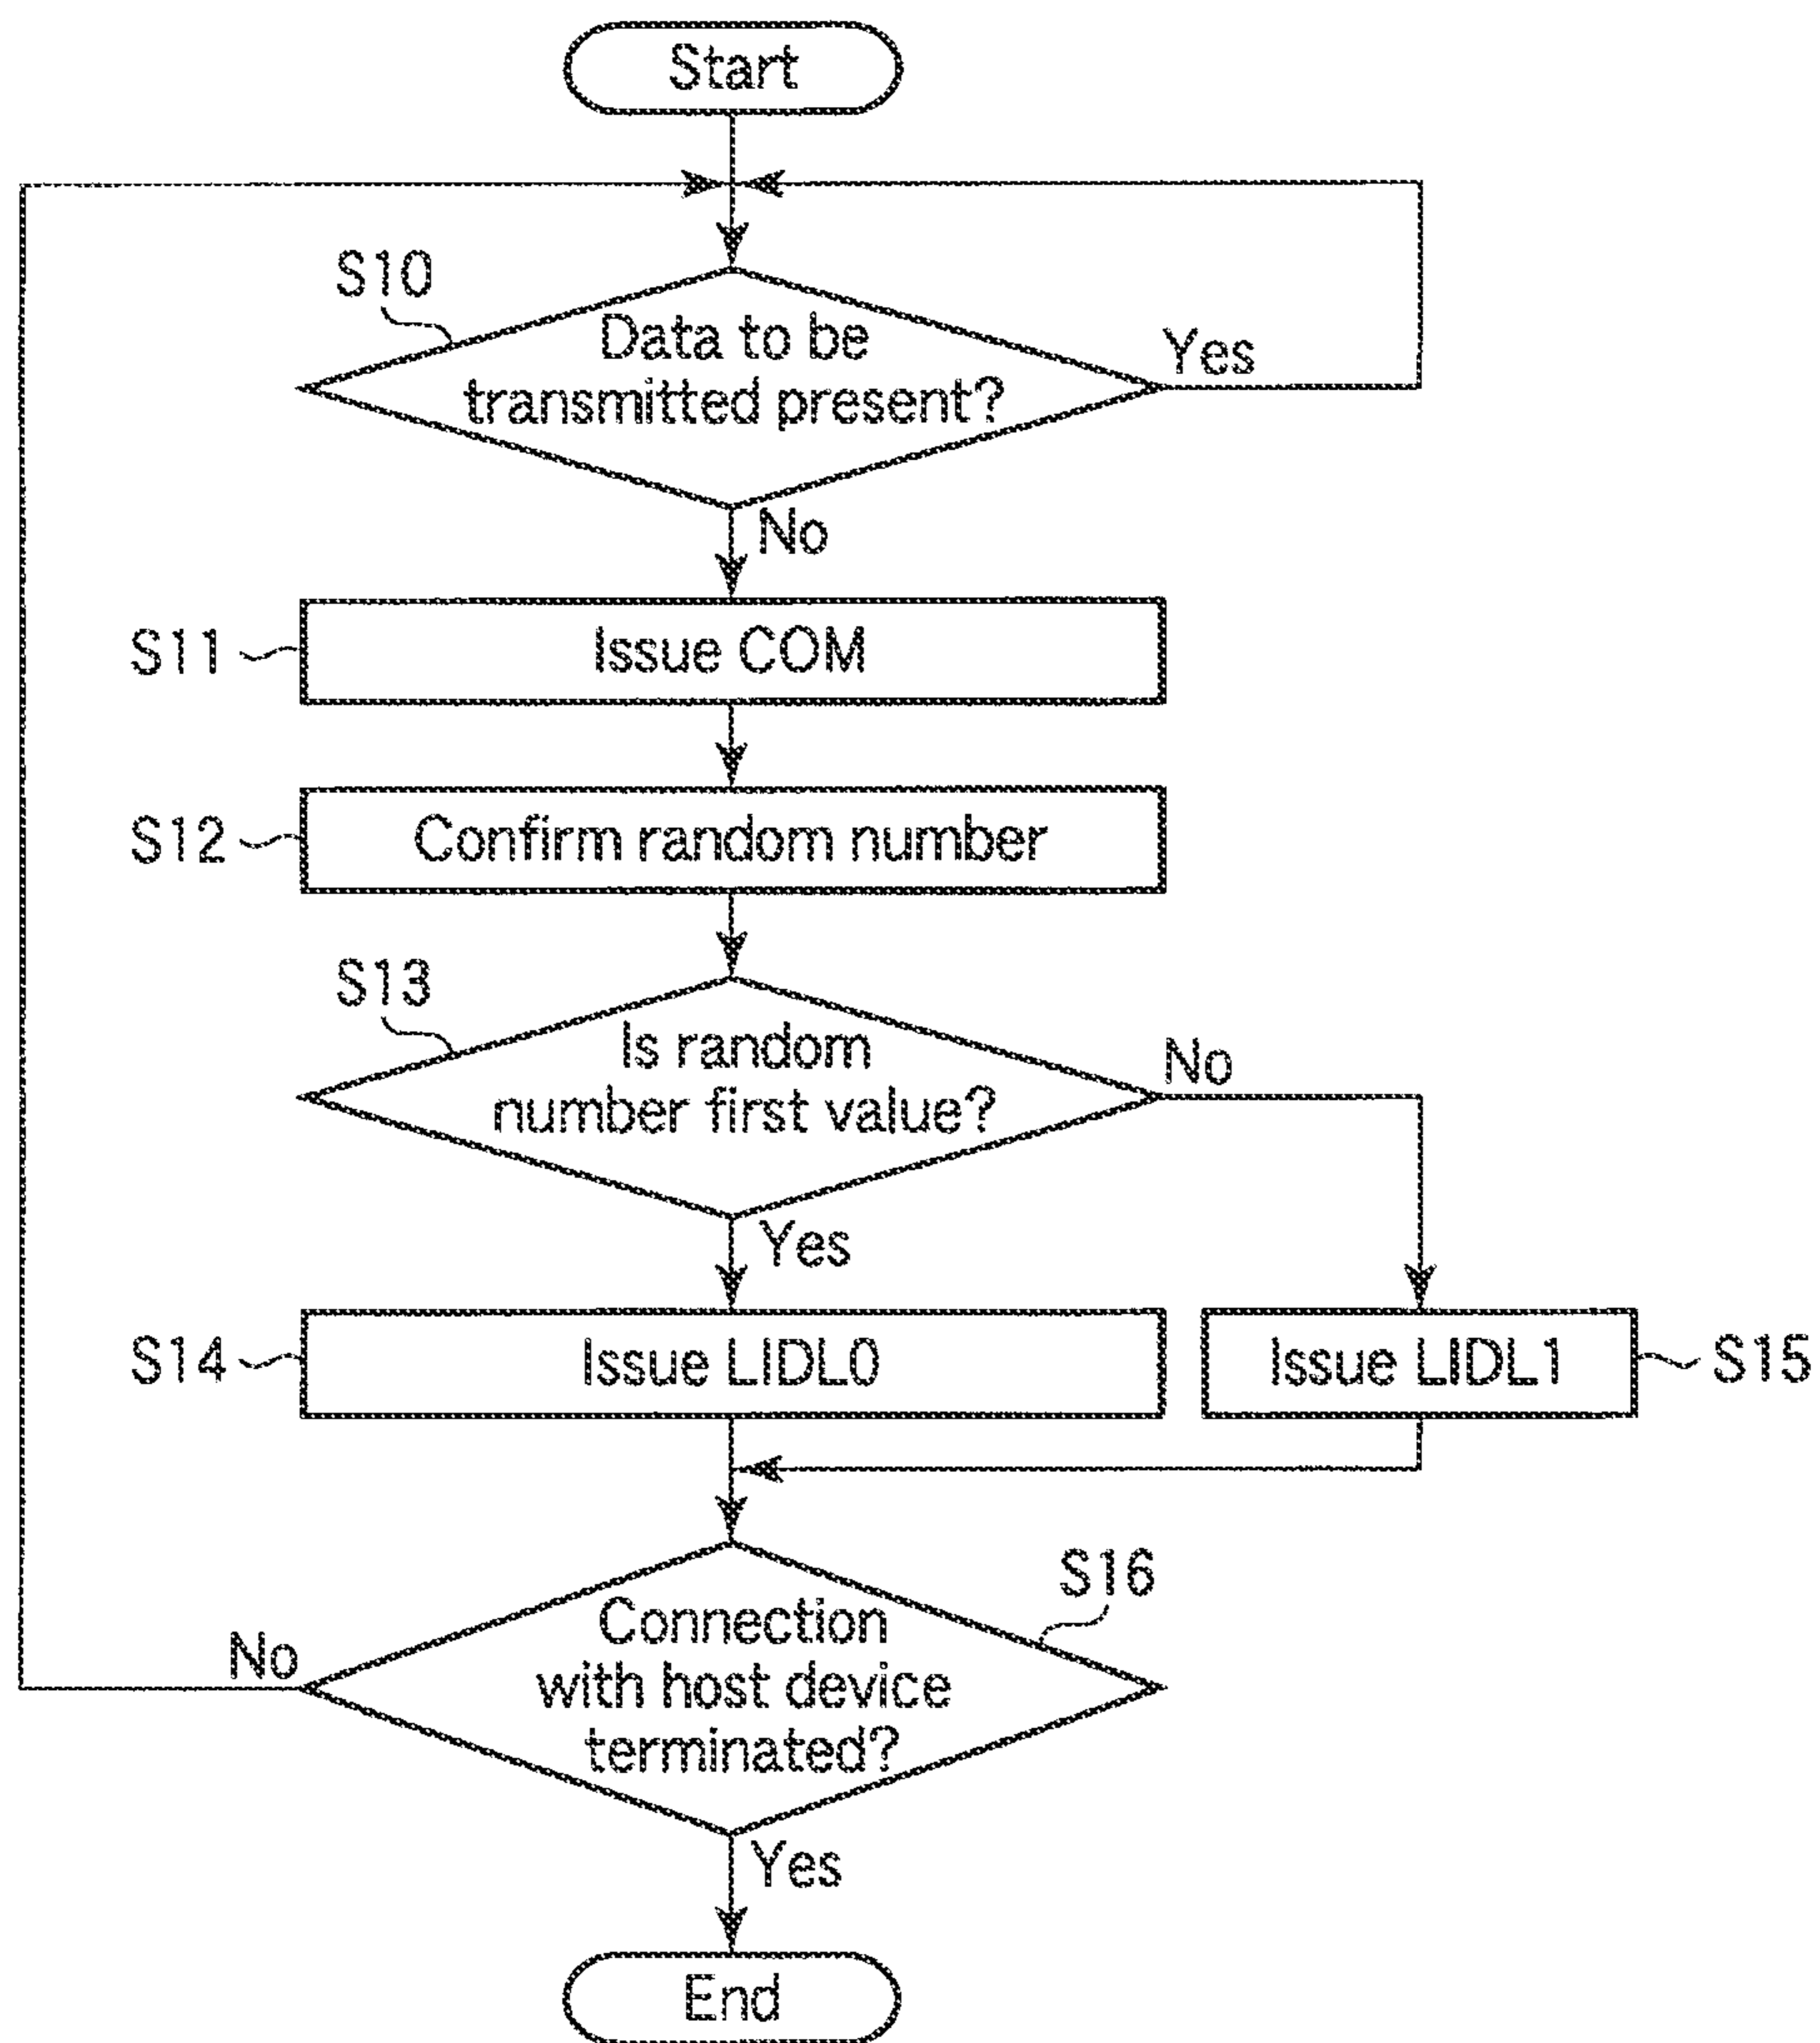 Start
S10
Data to be
transmitted present?
Yes
No
S11
Issue COM
S12
Confirm random number
S13
Is random
number first value?
No
Yes
S14
Issue LIDL0
Issue LIDL1
S15
S16
Connection
with host device
terminated?
No
Yes
End